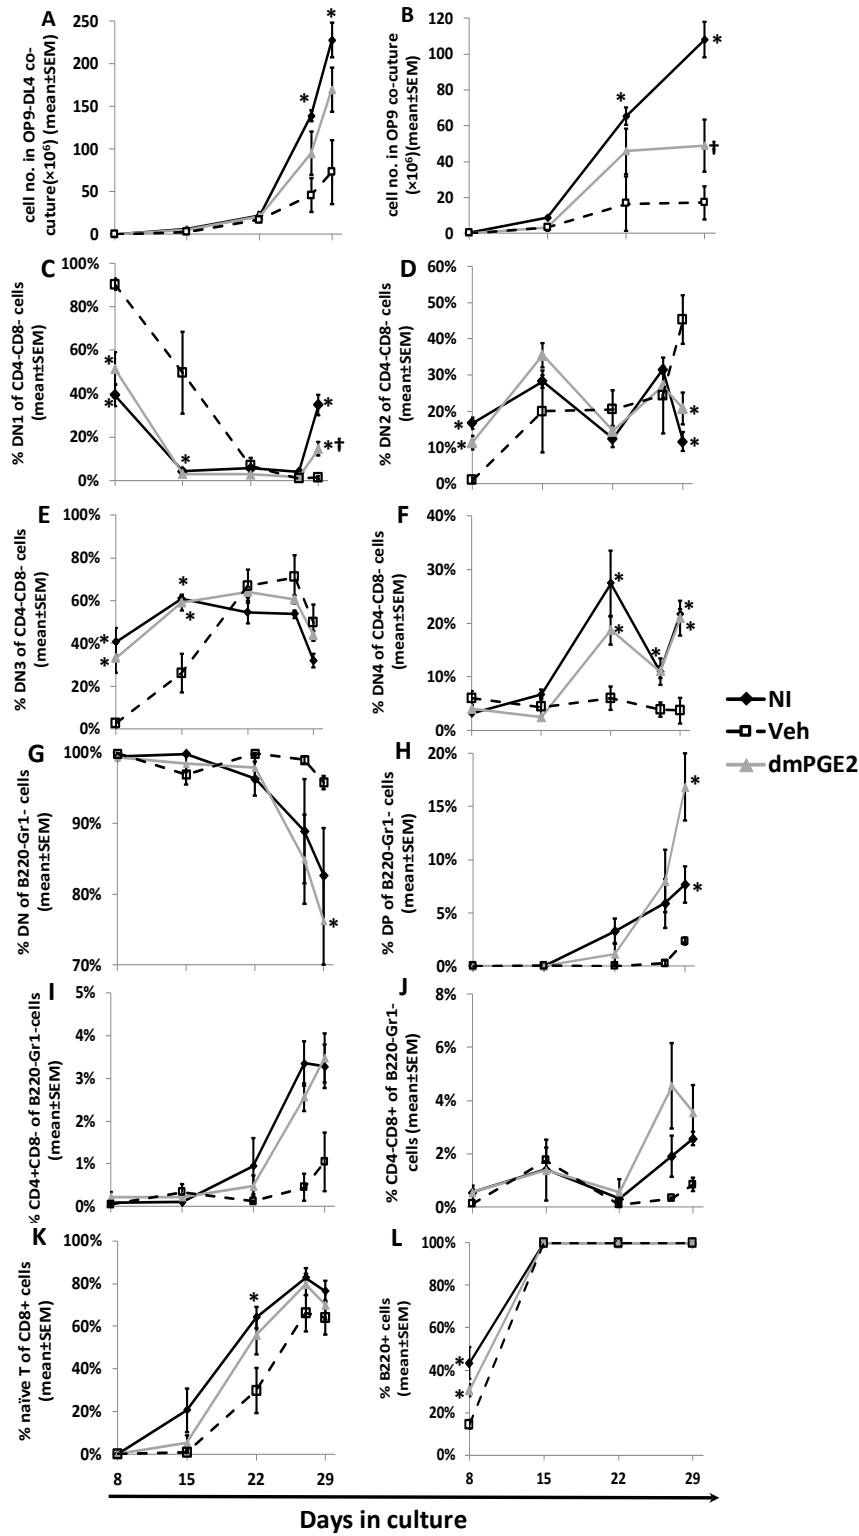 A
cell no. in OP9-DL4 co-
cuture(×10⁶) (mean±SEM)
250
200
150
100
50
0
*
*
B
cell no. in OP9 co-cuture
(×10⁶)(mean±SEM)
120
100
80
60
40
20
0
*
*
†
C
% DN1 of CD4-CD8- cells
(mean±SEM)
100%
80%
60%
40%
20%
0%
*
*
*
*
*†
D
% DN2 of CD4-CD8- cells
(mean±SEM)
60%
50%
40%
30%
20%
10%
0%
*
*
*
*
E
% DN3 of CD4-CD8- cells
(mean±SEM)
100%
80%
60%
40%
20%
0%
*
*
*
*
F
% DN4 of CD4-CD8- cells
(mean±SEM)
40%
30%
20%
10%
0%
*
*
*
*
*
NI
Veh
dmPGE2
G
% DN of B220-Gr1- cells
(mean±SEM)
100%
90%
80%
70%
*
H
% DP of B220-Gr1- cells
(mean±SEM)
20%
15%
10%
5%
0%
*
*
I
% CD4+CD8- of B220-Gr1-cells
(mean±SEM)
5%
4%
3%
2%
1%
0%
J
% CD4-CD8+ of B220-Gr1-
cells (mean±SEM)
8%
6%
4%
2%
0%
K
% naïve T of CD8+ cells
(mean±SEM)
100%
80%
60%
40%
20%
0%
*
8 15 22 29
L
% B220+ cells
(mean±SEM)
100%
80%
60%
40%
20%
0%
*
*
8 15 22 29
Days in culture